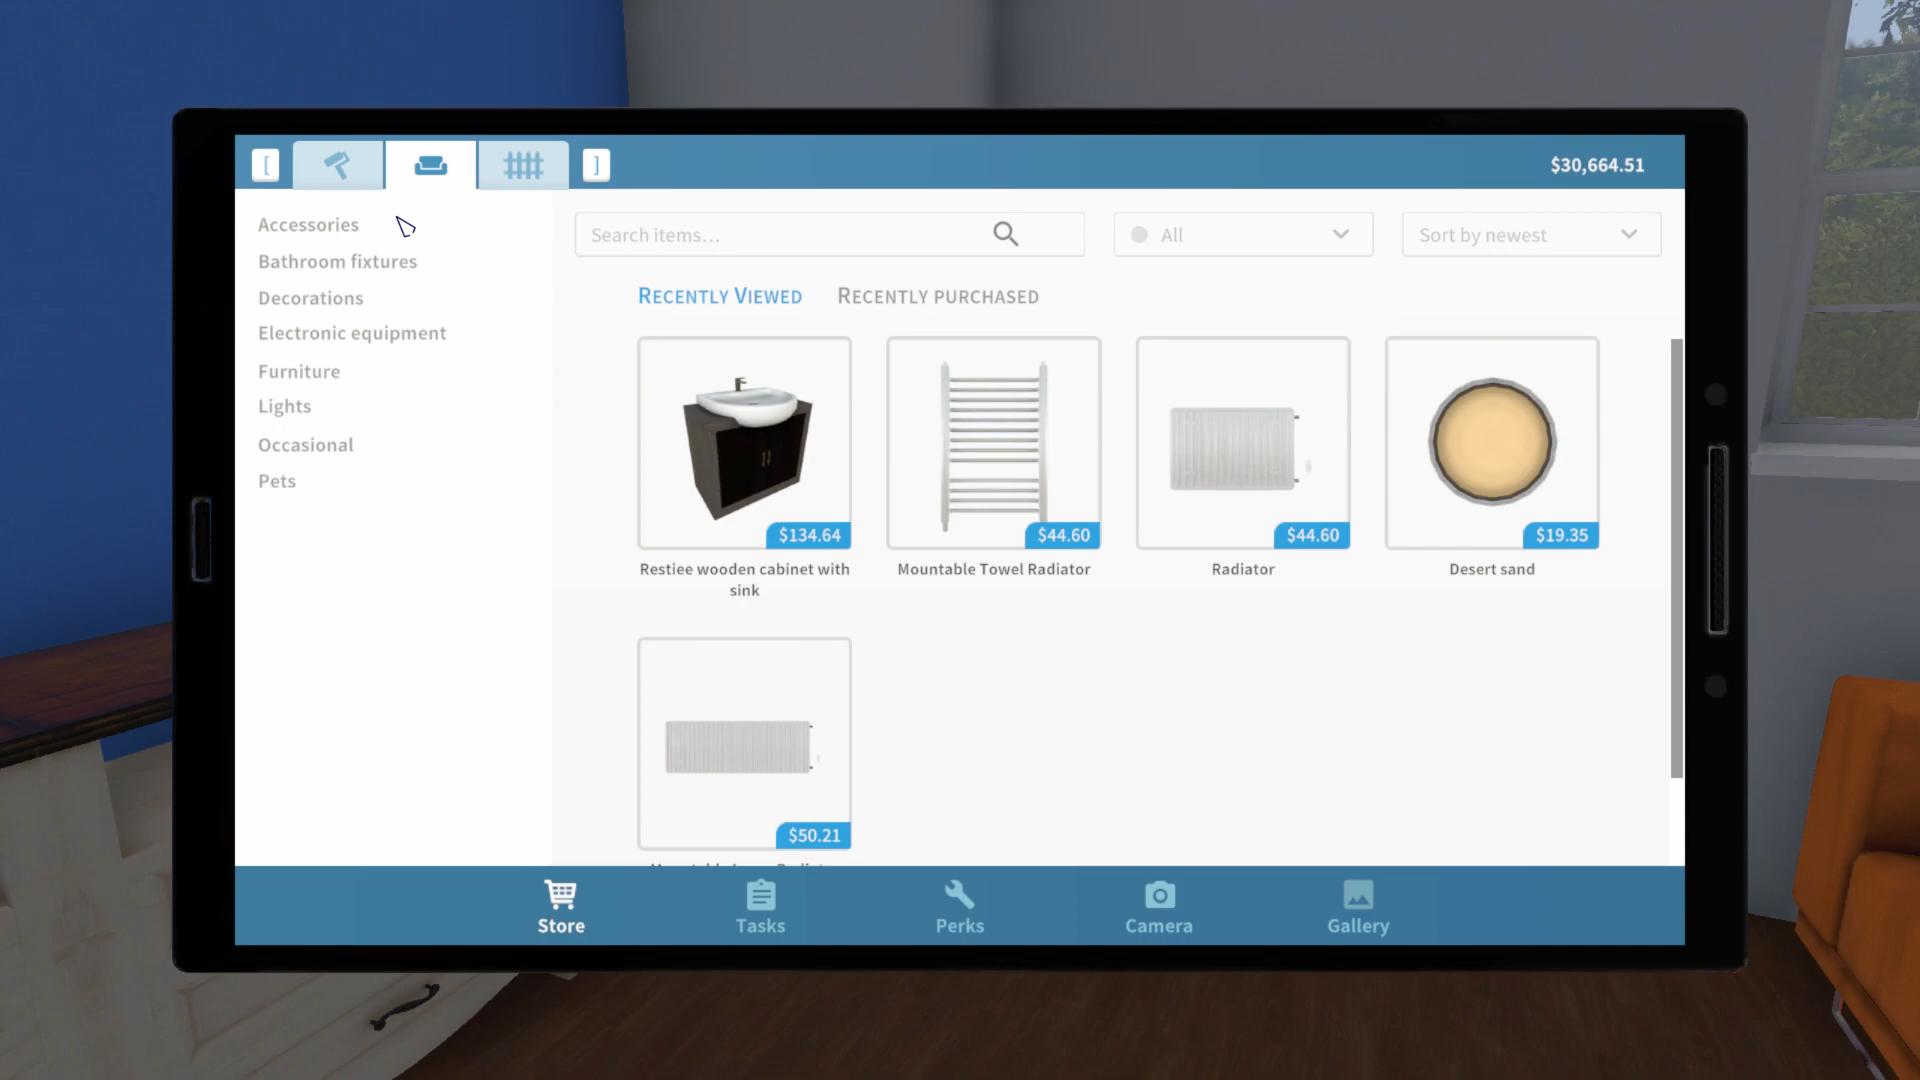 [
]
$30,664.51
Accessories
Bathroom fixtures
Decorations
Electronic equipment
Furniture
Lights
Occasional
Pets
Search items...
All
Sort by newest
RECENTLY VIEWED
RECENTLY PURCHASED
$134.64
Restiee wooden cabinet with
sink
$44.60
Mountable Towel Radiator
$44.60
Radiator
$19.35
Desert sand
$50.21
Store
Tasks
Perks
Camera
Gallery